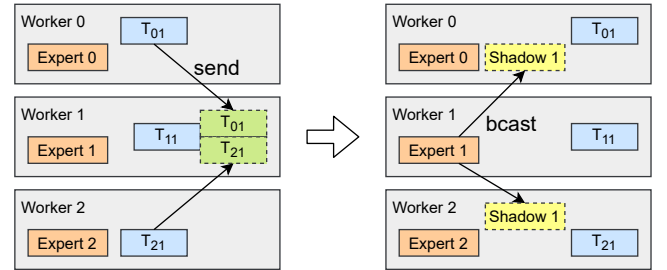 Worker 0
T01
Expert 0
send
Worker 1
T01
T11
Expert 1
T21
Worker 2
Expert 2
T21
Worker 0
T01
Expert 0
Shadow 1
Worker 1
bcast
T11
Expert 1
Worker 2
Shadow 1
Expert 2
T21